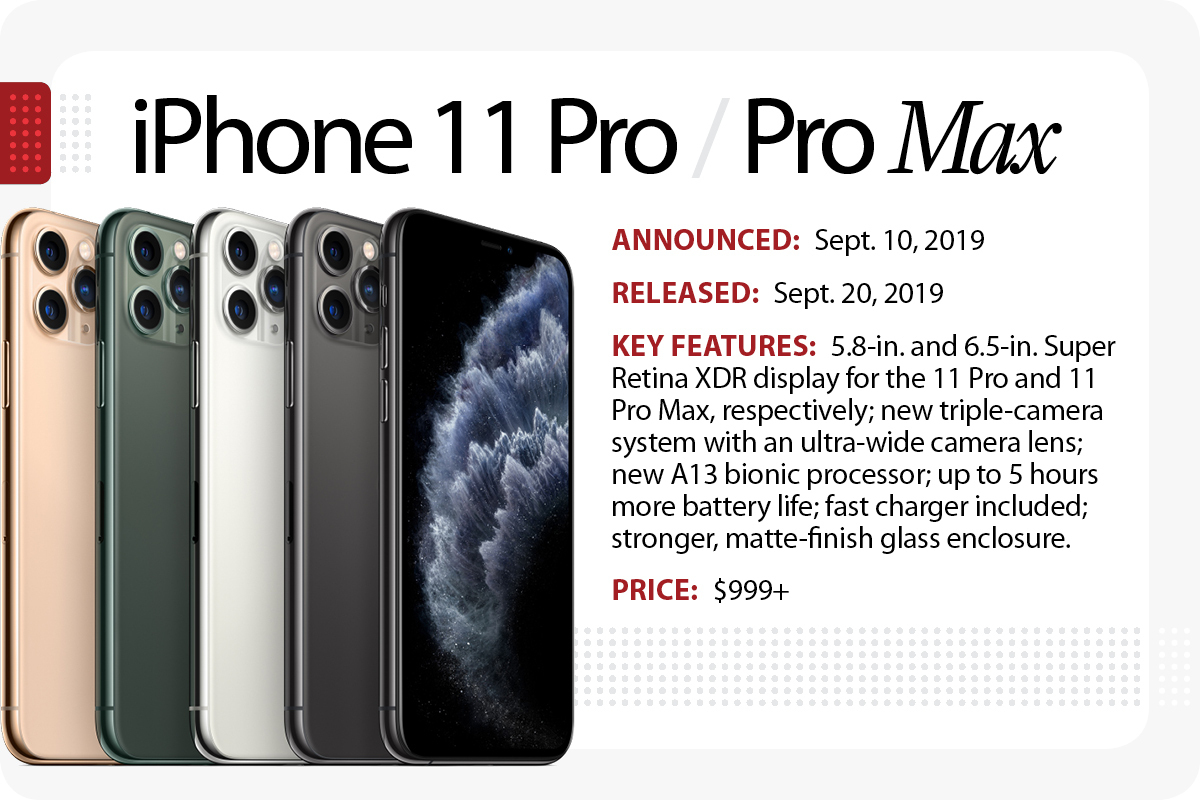 iPhone 11 Pro / Pro Max
ANNOUNCED: Sept. 10, 2019
RELEASED: Sept. 20, 2019
KEY FEATURES: 5.8-in. and 6.5-in. Super
Retina XDR display for the 11 Pro and 11
Pro Max, respectively; new triple-camera
system with an ultra-wide camera lens;
new A13 bionic processor; up to 5 hours
more battery life; fast charger included;
stronger, matte-finish glass enclosure.
PRICE: $999+